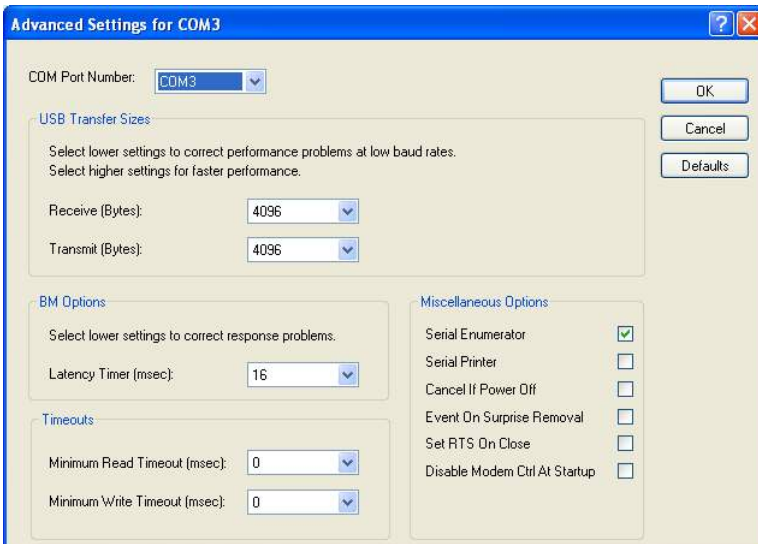 Advanced Settings for COM3
COM Port Number: COM3
OK
Cancel
Defaults
USB Transfer Sizes
Select lower settings to correct performance problems at low baud rates.
Select higher settings for faster performance.
Receive (Bytes): 4096
Transmit (Bytes): 4096
BM Options
Select lower settings to correct response problems.
Latency Timer (msec): 16
Timeouts
Minimum Read Timeout (msec): 0
Minimum Write Timeout (msec): 0
Miscellaneous Options
Serial Enumerator
Serial Printer
Cancel If Power Off
Event On Surprise Removal
Set RTS On Close
Disable Modem Ctrl At Startup